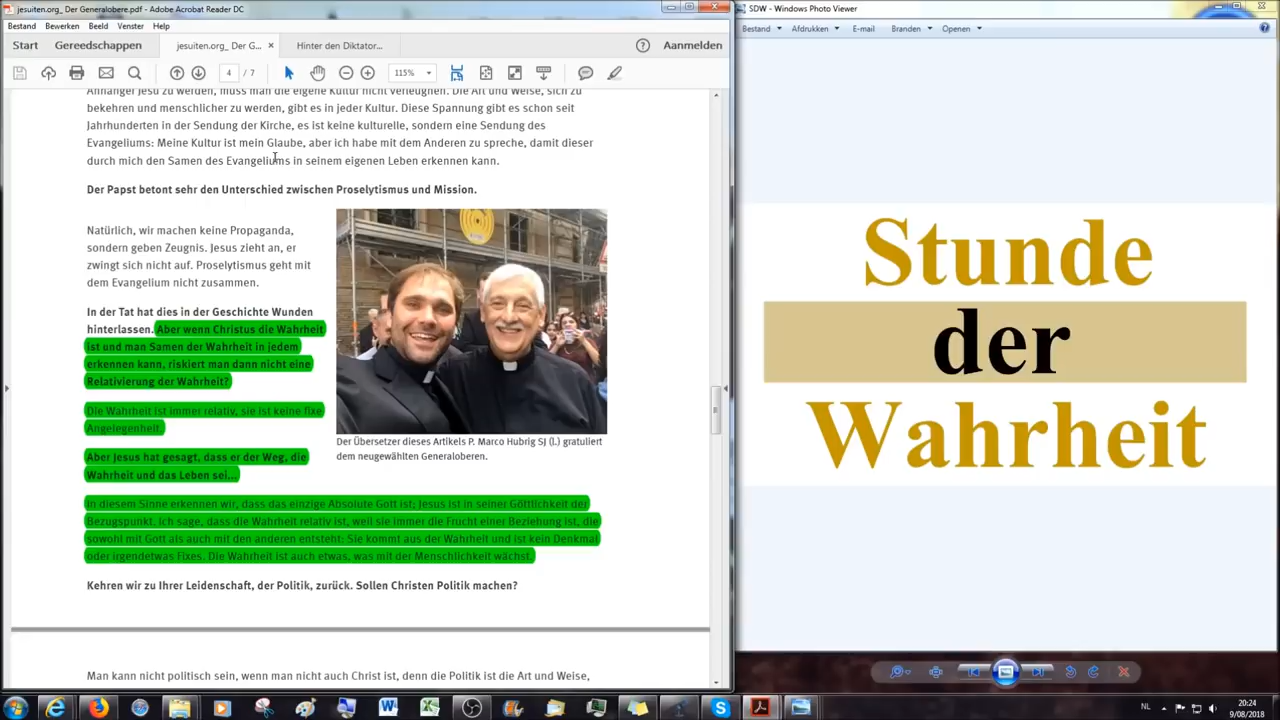 jesuiten.org_ Der Generalobere.pdf - Adobe Acrobat Reader DC
Bestand Bewerken Beeld Venster Help
Start Gereedschappen jesuiten.org_ Der G... × Hinter den Diktator... Anmelden
4 / 7 115%
Anhänger Jesu zu werden, muss man die eigene Kultur nicht verleugnen. Die Art und Weise, sich zu
bekehren und menschlicher zu werden, gibt es in jeder Kultur. Diese Spannung gibt es schon seit
Jahrhunderten in der Sendung der Kirche, es ist keine kulturelle, sondern eine Sendung des
Evangeliums: Meine Kultur ist mein Glaube, aber ich habe mit dem Anderen zu spreche, damit dieser
durch mich den Samen des Evangeliums in seinem eigenen Leben erkennen kann.
Der Papst betont sehr den Unterschied zwischen Proselytismus und Mission.
Natürlich, wir machen keine Propaganda,
sondern geben Zeugnis. Jesus zieht an, er
zwingt sich nicht auf. Proselytismus geht mit
dem Evangelium nicht zusammen.
In der Tat hat dies in der Geschichte Wunden
hinterlassen. Aber wenn Christus die Wahrheit
ist und man Samen der Wahrheit in jedem
erkennen kann, riskiert man dann nicht eine
Relativierung der Wahrheit?
Die Wahrheit ist immer relativ, sie ist keine fixe
Angelegenheit.
Aber Jesus hat gesagt, dass er der Weg, die
Wahrheit und das Leben sei...
Der Übersetzer dieses Artikels P. Marco Hubrig SJ (l.) gratuliert
dem neugewählten Generaloberen.
In diesem Sinne erkennen wir, dass das einzige Absolute Gott ist; Jesus ist in seiner Göttlichkeit der
Bezugspunkt. Ich sage, dass die Wahrheit relativ ist, weil sie immer die Frucht einer Beziehung ist, die
sowohl mit Gott als auch mit den anderen entsteht: Sie kommt aus der Wahrheit und ist kein Denkmal
oder irgendetwas Fixes. Die Wahrheit ist auch etwas, was mit der Menschlichkeit wächst.
Kehren wir zu Ihrer Leidenschaft, der Politik, zurück. Sollen Christen Politik machen?
Man kann nicht politisch sein, wenn man nicht auch Christ ist, denn die Politik ist die Art und Weise,
SDW - Windows Photo Viewer
Bestand Afdrukken E-mail Branden Openen
Stunde
der
Wahrheit
NL 20:24
9/08/2018